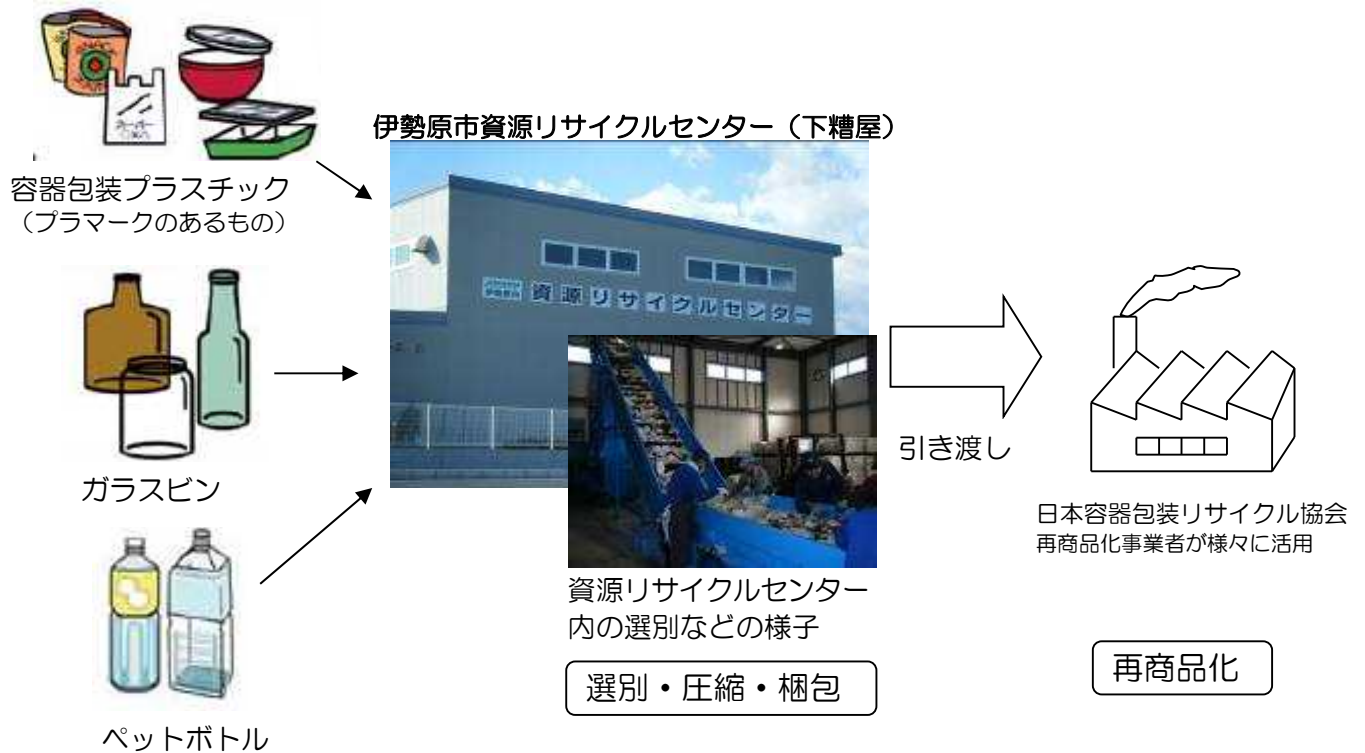 容器包装プラスチック
（プラマークのあるもの）
ガラスビン
ペットボトル
伊勢原市資源リサイクルセンター（下糟屋）
資源リサイクルセンター
資源リサイクルセンター
内の選別などの様子
選別・圧縮・梱包
引き渡し
日本容器包装リサイクル協会
再商品化事業者が様々に活用
再商品化